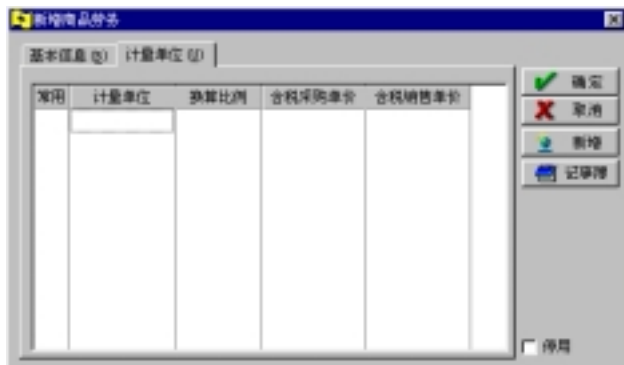 新增商品劳务
基本信息(B) 计量单位(U)
常用 计量单位 换算比例 含税采购单价 含税销售单价
确定
取消
新增
记事簿
停用